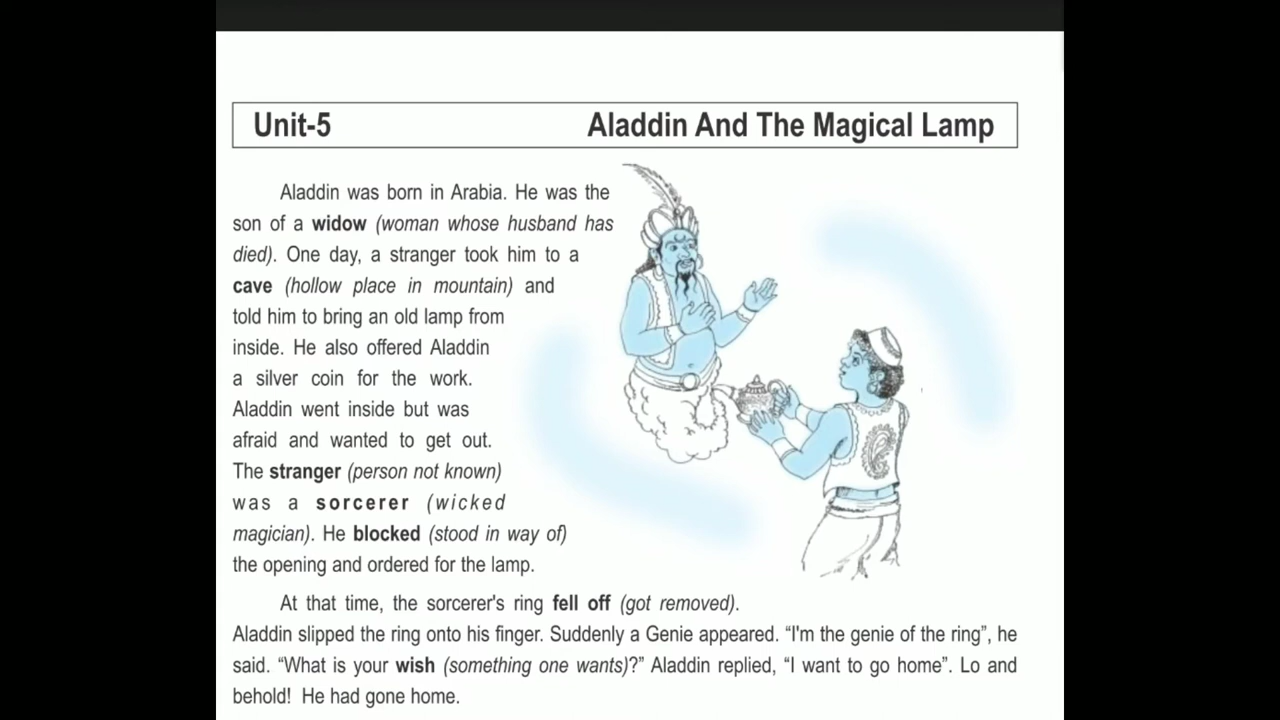 Unit-5 Aladdin And The Magical Lamp
Aladdin was born in Arabia. He was the
son of a widow (woman whose husband has
died). One day, a stranger took him to a
cave (hollow place in mountain) and
told him to bring an old lamp from
inside. He also offered Aladdin
a silver coin for the work.
Aladdin went inside but was
afraid and wanted to get out.
The stranger (person not known)
was a sorcerer (wicked
magician). He blocked (stood in way of)
the opening and ordered for the lamp.
At that time, the sorcerer's ring fell off (got removed).
Aladdin slipped the ring onto his finger. Suddenly a Genie appeared. “I'm the genie of the ring”, he
said. “What is your wish (something one wants)?” Aladdin replied, “I want to go home”. Lo and
behold! He had gone home.